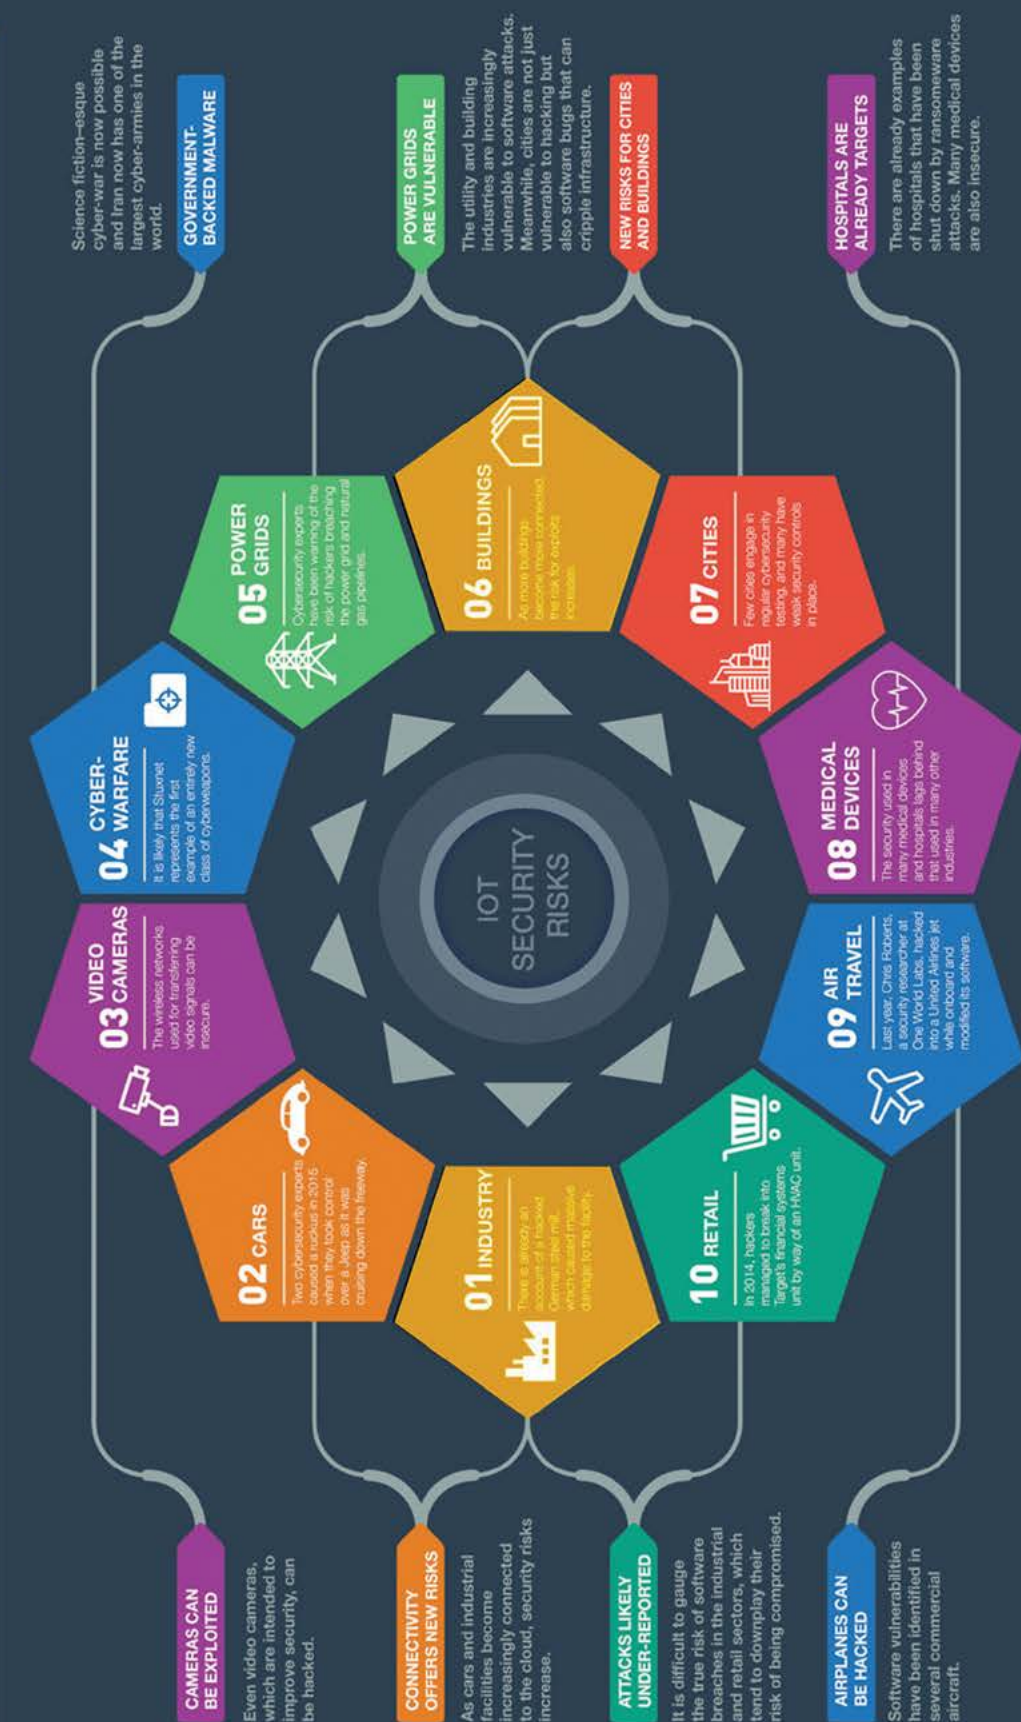 CAMERAS CAN
BE EXPLOITED
Even video cameras,
which are intended to
improve security, can
be hacked.
CONNECTIVITY
OFFERS NEW RISKS
As cars and industrial
facilities become
increasingly connected
to the cloud, security risks
increase.
ATTACKS LIKELY
UNDER-REPORTED
It is difficult to gauge
the true risk of software
breaches in the industrial
and retail sectors, which
tend to downplay their
risk of being compromised.
AIRPLANES CAN
BE HACKED
Software vulnerabilities
have been identified in
several commercial
aircraft.
IOT
SECURITY
RISKS
01 INDUSTRY
There is already an
account of a hacked
German steel mill,
which caused massive
damage to the facility.
02 CARS
Two cybersecurity experts
caused a ruckus in 2015
when they took control
over a Jeep as it was
cruising down the freeway.
03 VIDEO
CAMERAS
The wireless networks
used for transferring
video signals can be
insecure.
04 CYBER-
WARFARE
It is likely that Stuxnet
represents the first
example of an entirely new
class of cyberweapons.
05 POWER
GRIDS
Cybersecurity experts
have been warning of the
risk of hackers breaching
the power grid and natural
gas pipelines.
06 BUILDINGS
As more buildings
become more connected,
the risk for exploits
increases.
07 CITIES
Few cities engage in
regular cybersecurity
testing, and many have
weak security controls
in place.
08 MEDICAL
DEVICES
The security used in
many medical devices
and hospitals lags behind
that used in many other
industries.
09 AIR
TRAVEL
Last year, Chris Roberts,
a security researcher at
One World Labs, hacked
into a United Airlines jet
while onboard and
modified its software.
10 RETAIL
In 2014, hackers
managed to break into
Target's financial systems
unit by way of an HVAC unit.
Science fiction–esque
cyber-war is now possible
and Iran now has one of the
largest cyber-armies in the
world.
GOVERNMENT-
BACKED MALWARE
POWER GRIDS
ARE VULNERABLE
The utility and building
industries are increasingly
vulnerable to software attacks.
Meanwhile, cities are not just
vulnerable to hacking but
also software bugs that can
cripple infrastructure.
NEW RISKS FOR CITIES
AND BUILDINGS
HOSPITALS ARE
ALREADY TARGETS
There are already examples
of hospitals that have been
shut down by ransomeware
attacks. Many medical devices
are also insecure.